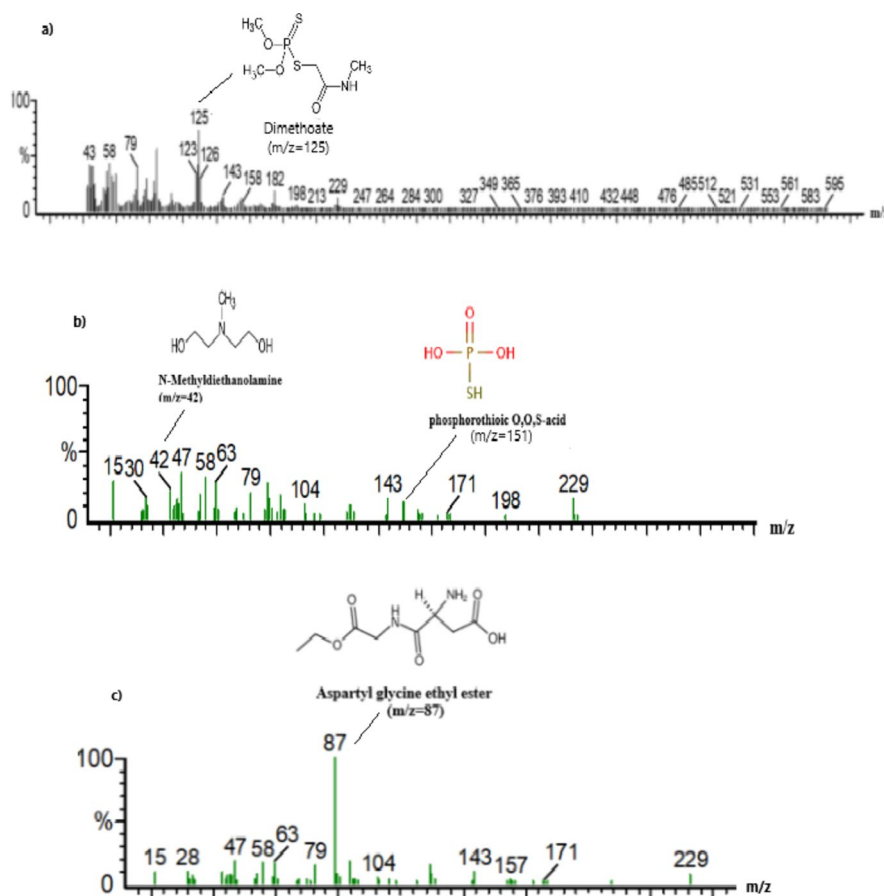 a)
S
H₃C
O
P
S
CH₃
H₃C
O
NH
O
Dimethoate
(m/z=125)
100
%
0
43 58 79 123 125 126 143 158 182 198 213 229 247 264 284 300 327 349 365 376 393 410 432 448 476 485 512 521 531 553 561 583 595
m/z
b)
CH₃
N
HO
OH
N-Methyldiethanolamine
(m/z=42)
O
HO P OH
SH
phosphorothioic O,O,S-acid
(m/z=151)
100
%
0
15 30 42 47 58 63 79 104 143 171 198 229
m/z
c)
O
H
N
H
NH₂
O
O
O
OH
Aspartyl glycine ethyl ester
(m/z=87)
100
%
0
15 28 47 58 63 79 87 104 143 157 171 229
m/z